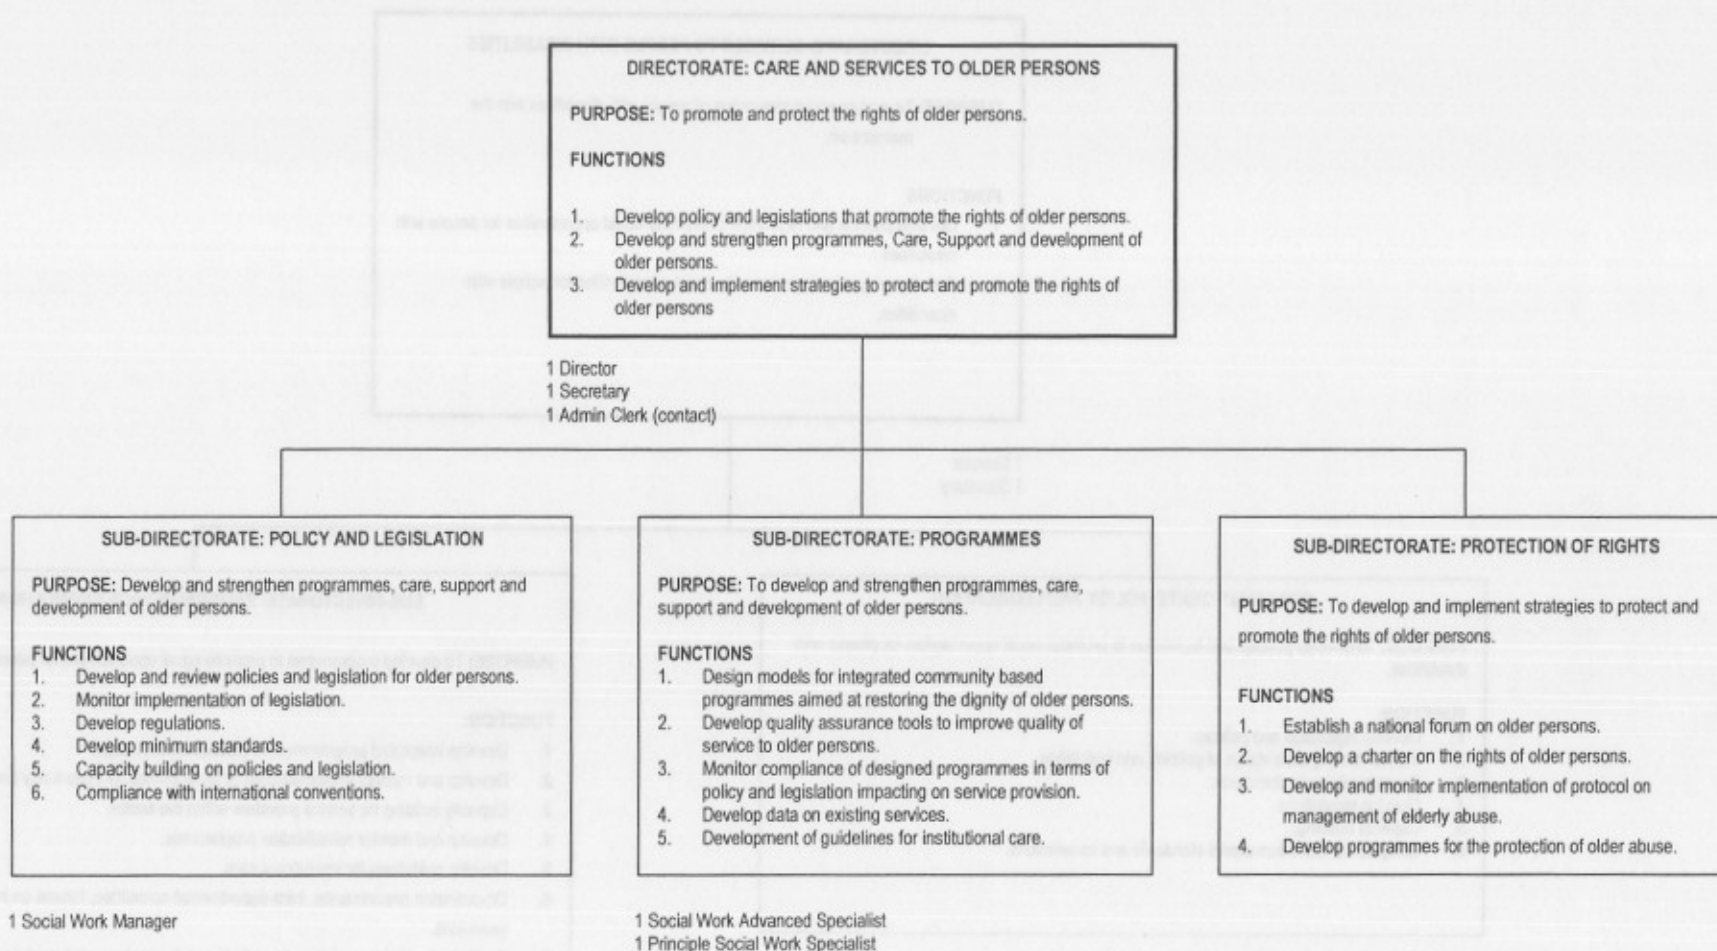 DIRECTORATE: CARE AND SERVICES TO OLDER PERSONS
PURPOSE: To promote and protect the rights of older persons.
FUNCTIONS
1. Develop policy and legislations that promote the rights of older persons.
2. Develop and strengthen programmes, Care, Support and development of
older persons.
3. Develop and implement strategies to protect and promote the rights of
older persons
1 Director
1 Secretary
1 Admin Clerk (contact)
SUB-DIRECTORATE: POLICY AND LEGISLATION
PURPOSE: Develop and strengthen programmes, care, support and
development of older persons.
FUNCTIONS
1. Develop and review policies and legislation for older persons.
2. Monitor implementation of legislation.
3. Develop regulations.
4. Develop minimum standards.
5. Capacity building on policies and legislation.
6. Compliance with international conventions.
1 Social Work Manager
SUB-DIRECTORATE: PROGRAMMES
PURPOSE: To develop and strengthen programmes, care,
support and development of older persons.
FUNCTIONS
1. Design models for integrated community based
programmes aimed at restoring the dignity of older persons.
2. Develop quality assurance tools to improve quality of
service to older persons.
3. Monitor compliance of designed programmes in terms of
policy and legislation impacting on service provision.
4. Develop data on existing services.
5. Development of guidelines for institutional care.
1 Social Work Advanced Specialist
1 Principle Social Work Specialist
SUB-DIRECTORATE: PROTECTION OF RIGHTS
PURPOSE: To develop and implement strategies to protect and
promote the rights of older persons.
FUNCTIONS
1. Establish a national forum on older persons.
2. Develop a charter on the rights of older persons.
3. Develop and monitor implementation of protocol on
management of elderly abuse.
4. Develop programmes for the protection of older abuse.